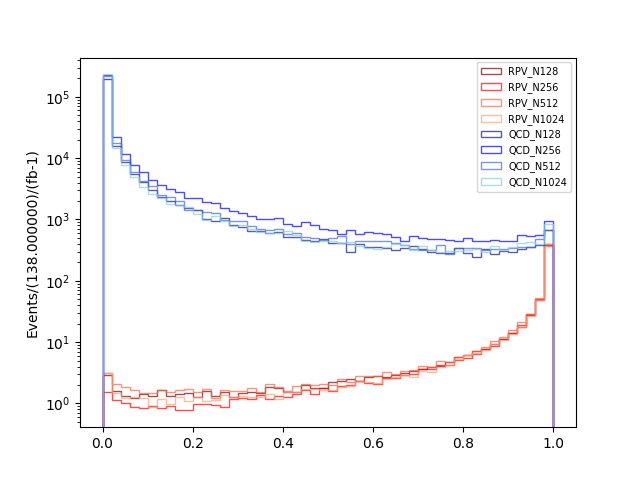 RPV_N128
RPV_N256
RPV_N512
RPV_N1024
QCD_N128
QCD_N256
QCD_N512
QCD_N1024
Events/(138.000000)/(fb-1)
10^5
10^4
10^3
10^2
10^1
10^0
0.0 0.2 0.4 0.6 0.8 1.0